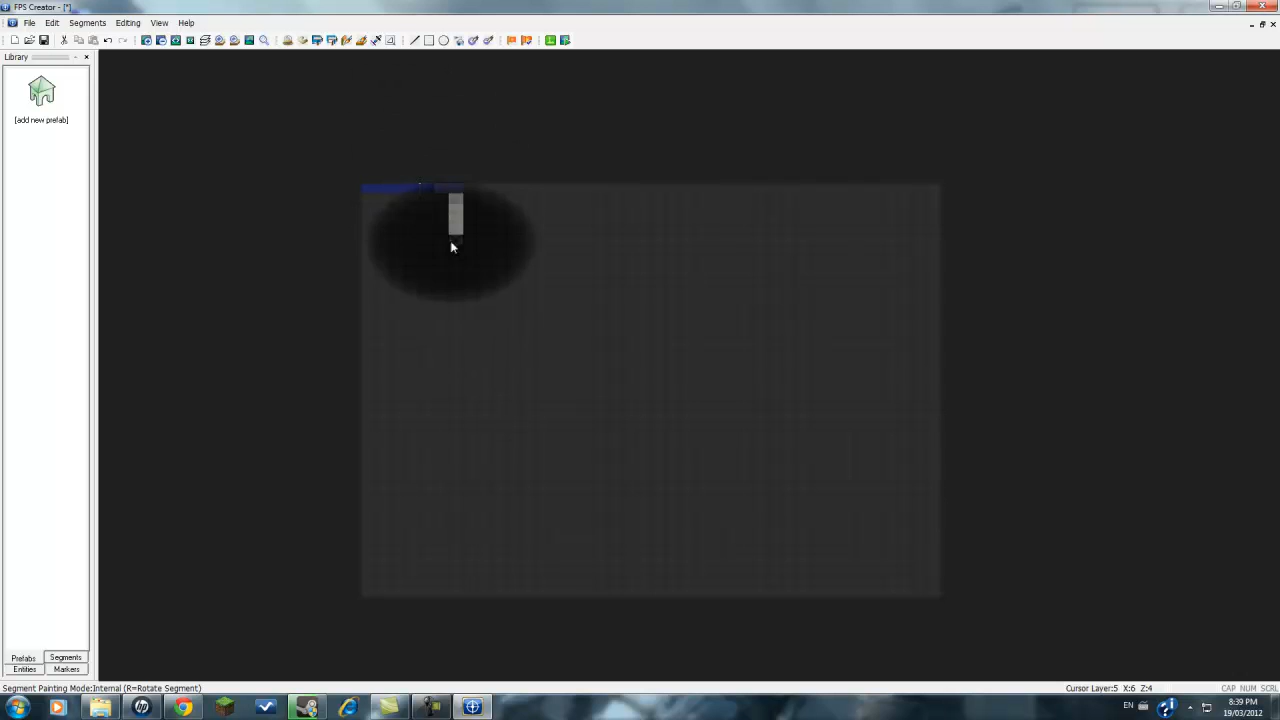 FPS Creator - [*]
File Edit Segments Editing View Help
Library
[add new prefab]
Prefabs Segments
Entities Markers
Segment Painting Mode:Internal (R=Rotate Segment)
Cursor Layer:5 X:6 Z:4
CAP NUM SCRL
EN
8:39 PM
19/03/2012